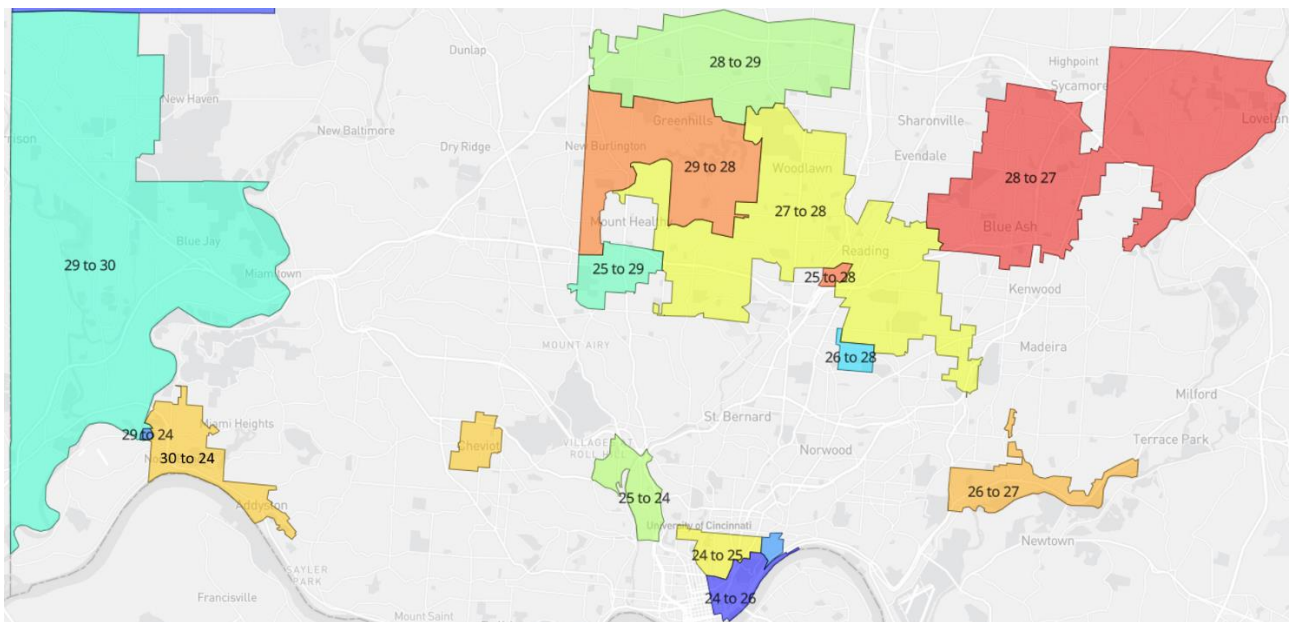 Dunlap
Highpoint
28 to 29
Sycamore
New Haven
Loveland
Greenhills
Sharonville
New Baltimore
Dry Ridge
New Burlington
Evendale
29 to 28
Woodlawn
28 to 27
27 to 28
Mount Health
Blue Ash
Blue Jay
Reading
29 to 30
25 to 29
Miamitown
25 to 28
Kenwood
MOUNT AIRY
Madeira
26 to 28
Milford
St. Bernard
Miami Heights
29 to 24
Cheviot
VILLAGE
ROLL HILL
Norwood
Terrace Park
30 to 24
26 to 27
25 to 24
Addyston
University of Cincinnati
Newtown
24 to 25
SAYLER
PARK
24 to 26
Francisville
Mount Saint